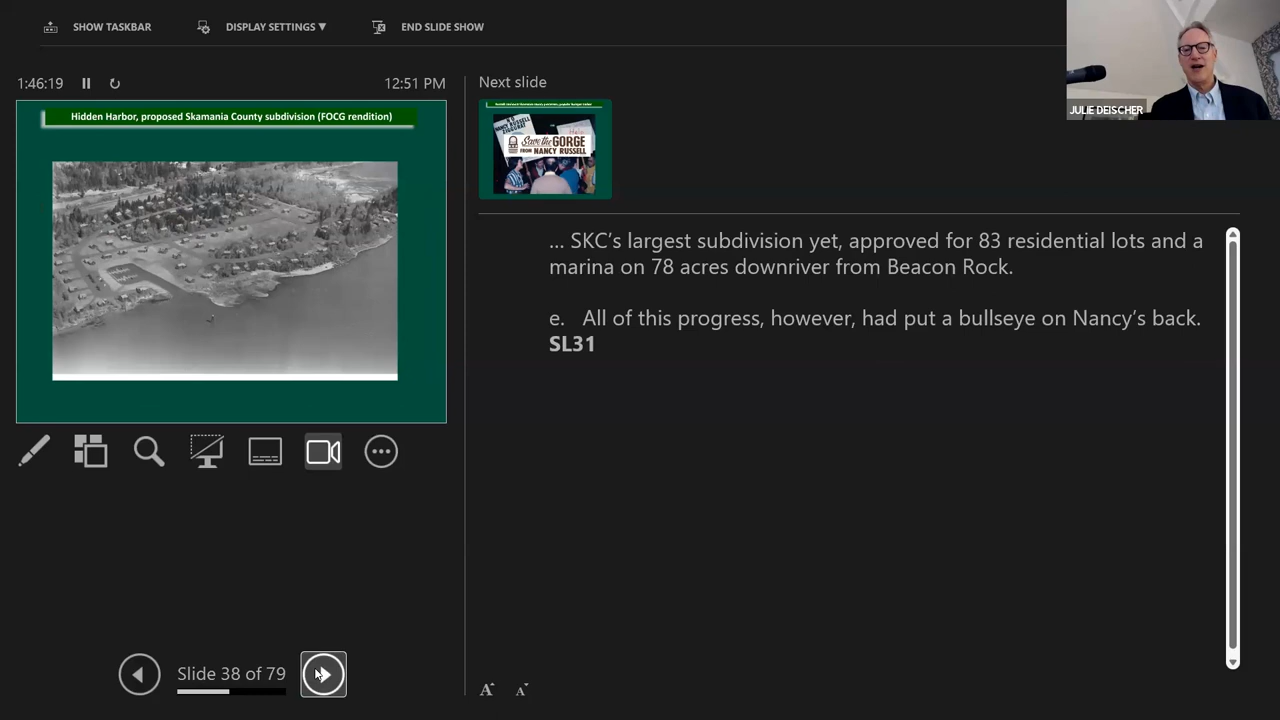 SHOW TASKBAR
DISPLAY SETTINGS ▼
END SLIDE SHOW
JULIE DEISCHER
1:46:19
12:51 PM
Hidden Harbor, proposed Skamania County subdivision (FOCG rendition)
Next slide
NANCY RUSSELL
Help
Save the GORGE
FROM NANCY RUSSELL
... SKC's largest subdivision yet, approved for 83 residential lots and a
marina on 78 acres downriver from Beacon Rock.
e. All of this progress, however, had put a bullseye on Nancy's back.
SL31
Slide 38 of 79
A A